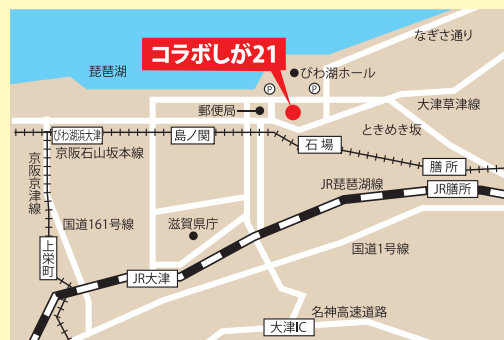 なぎさ通り
コラボしが21
琵琶湖
びわ湖ホール
P
P
大津草津線
郵便局
ときめき坂
びわ湖浜大津
島ノ関
石場
京阪石山坂本線
膳所
京阪京津線
JR琵琶湖線
JR膳所
国道161号線
滋賀県庁
上栄町
国道1号線
JR大津
名神高速道路
大津IC